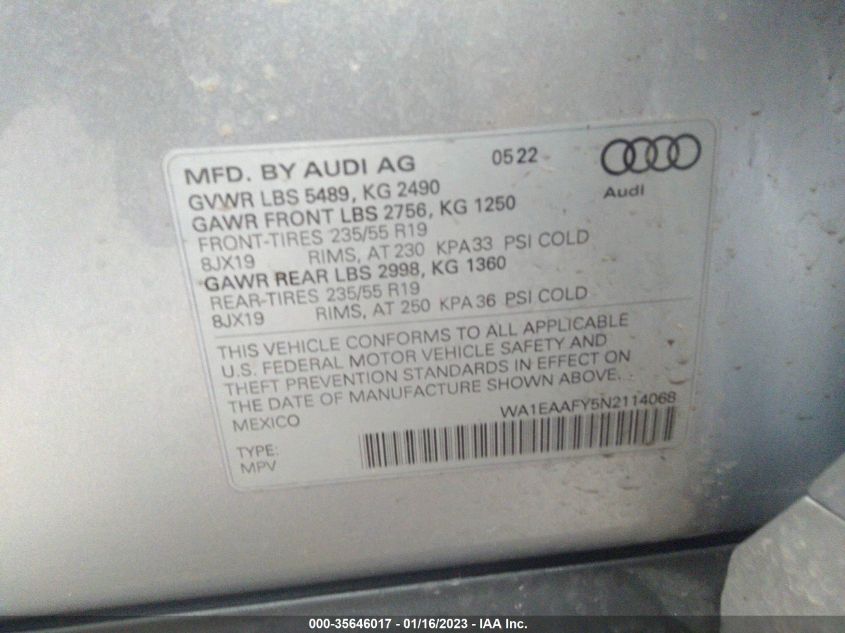 MFD. BY AUDI AG 0522
Audi
GVWR LBS 5489, KG 2490
GAWR FRONT LBS 2756, KG 1250
FRONT-TIRES 235/55 R19
8JX19 RIMS, AT 230 KPA 33 PSI COLD
GAWR REAR LBS 2998, KG 1360
REAR-TIRES 235/55 R19
8JX19 RIMS, AT 250 KPA 36 PSI COLD
THIS VEHICLE CONFORMS TO ALL APPLICABLE
U.S. FEDERAL MOTOR VEHICLE SAFETY AND
THEFT PREVENTION STANDARDS IN EFFECT ON
THE DATE OF MANUFACTURE SHOWN ABOVE.
MEXICO WA1EAAFY5N2114068
TYPE:
MPV
000-35646017 - 01/16/2023 - IAA Inc.